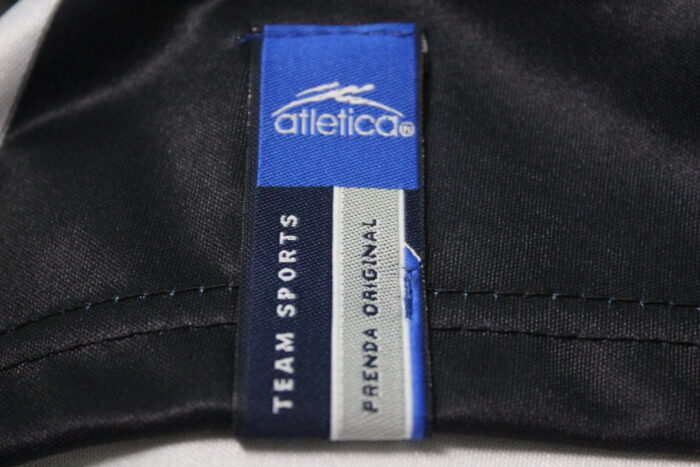 atletica®
TEAM SPORTS
PRENDA ORIGINAL